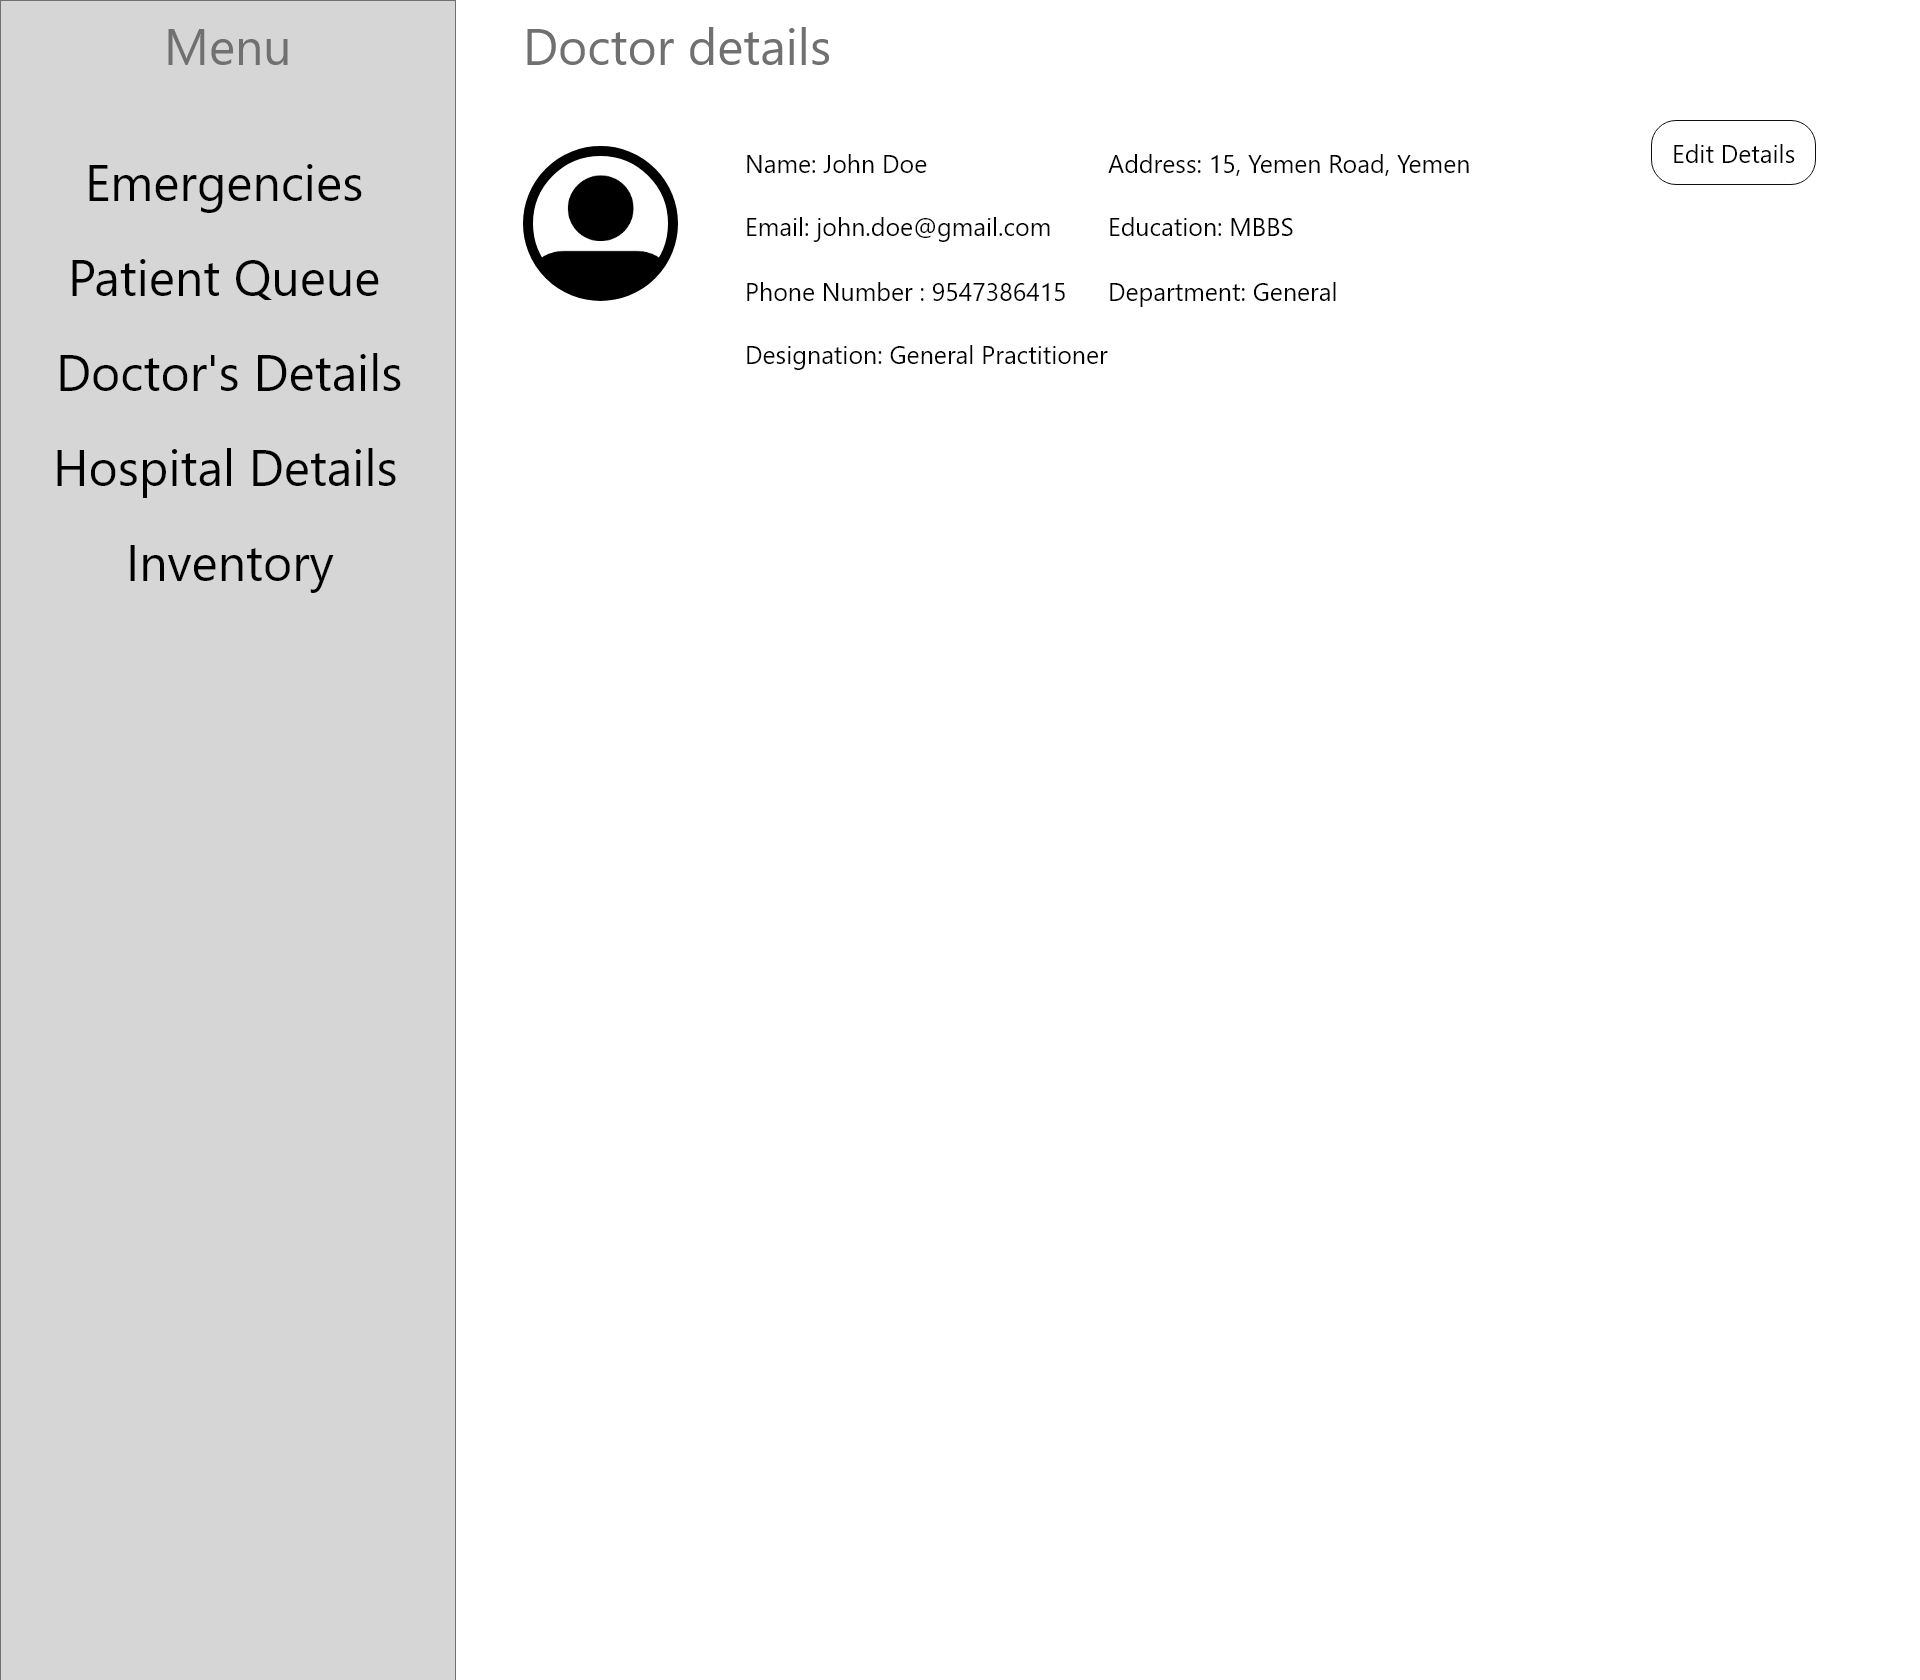 Menu
Emergencies
Patient Queue
Doctor's Details
Hospital Details
Inventory
Doctor details
Name: John Doe
Email: john.doe@gmail.com
Phone Number : 9547386415
Designation: General Practitioner
Address: 15, Yemen Road, Yemen
Education: MBBS
Department: General
Edit Details